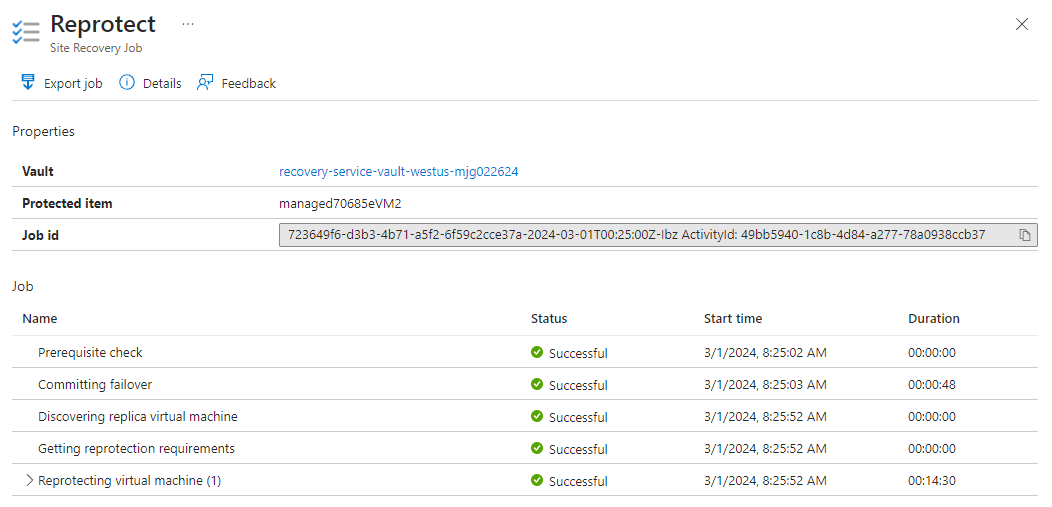 Reprotect ...
Site Recovery Job
Export job Details Feedback
Properties
Vault recovery-service-vault-westus-mjg022624
Protected item managed70685eVM2
Job id 723649f6-d3b3-4b71-a5f2-6f59c2cce37a-2024-03-01T00:25:00Z-Ibz ActivityId: 49bb5940-1c8b-4d84-a277-78a0938ccb37
Job
Name Status Start time Duration
Prerequisite check Successful 3/1/2024, 8:25:02 AM 00:00:00
Committing failover Successful 3/1/2024, 8:25:03 AM 00:00:48
Discovering replica virtual machine Successful 3/1/2024, 8:25:52 AM 00:00:00
Getting reprotection requirements Successful 3/1/2024, 8:25:52 AM 00:00:00
Reprotecting virtual machine (1) Successful 3/1/2024, 8:25:52 AM 00:14:30